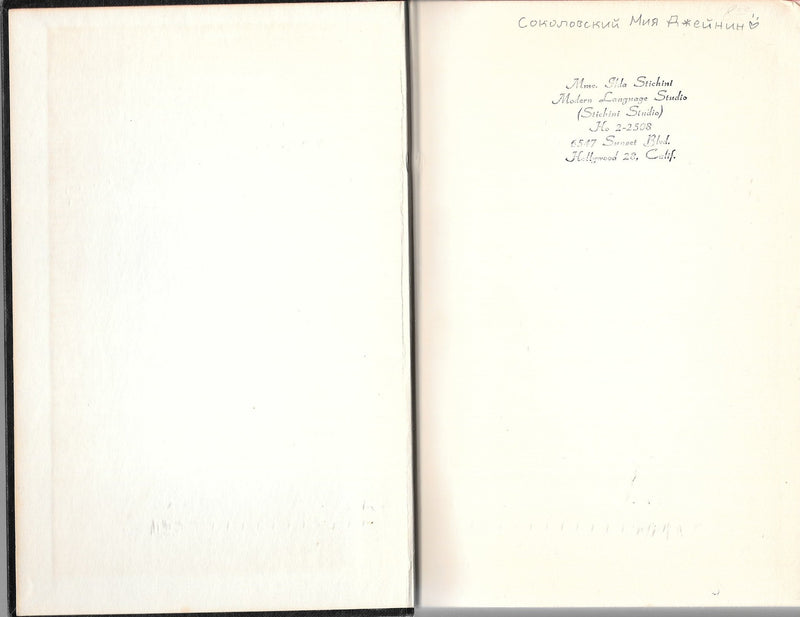 Соколовский Мия Джейнин
Mme. Ilda Stichini
Modern Language Studio
(Stichini Studio)
Ho 2-2508
6547 Sunset Blvd.
Hollywood 28, Calif.